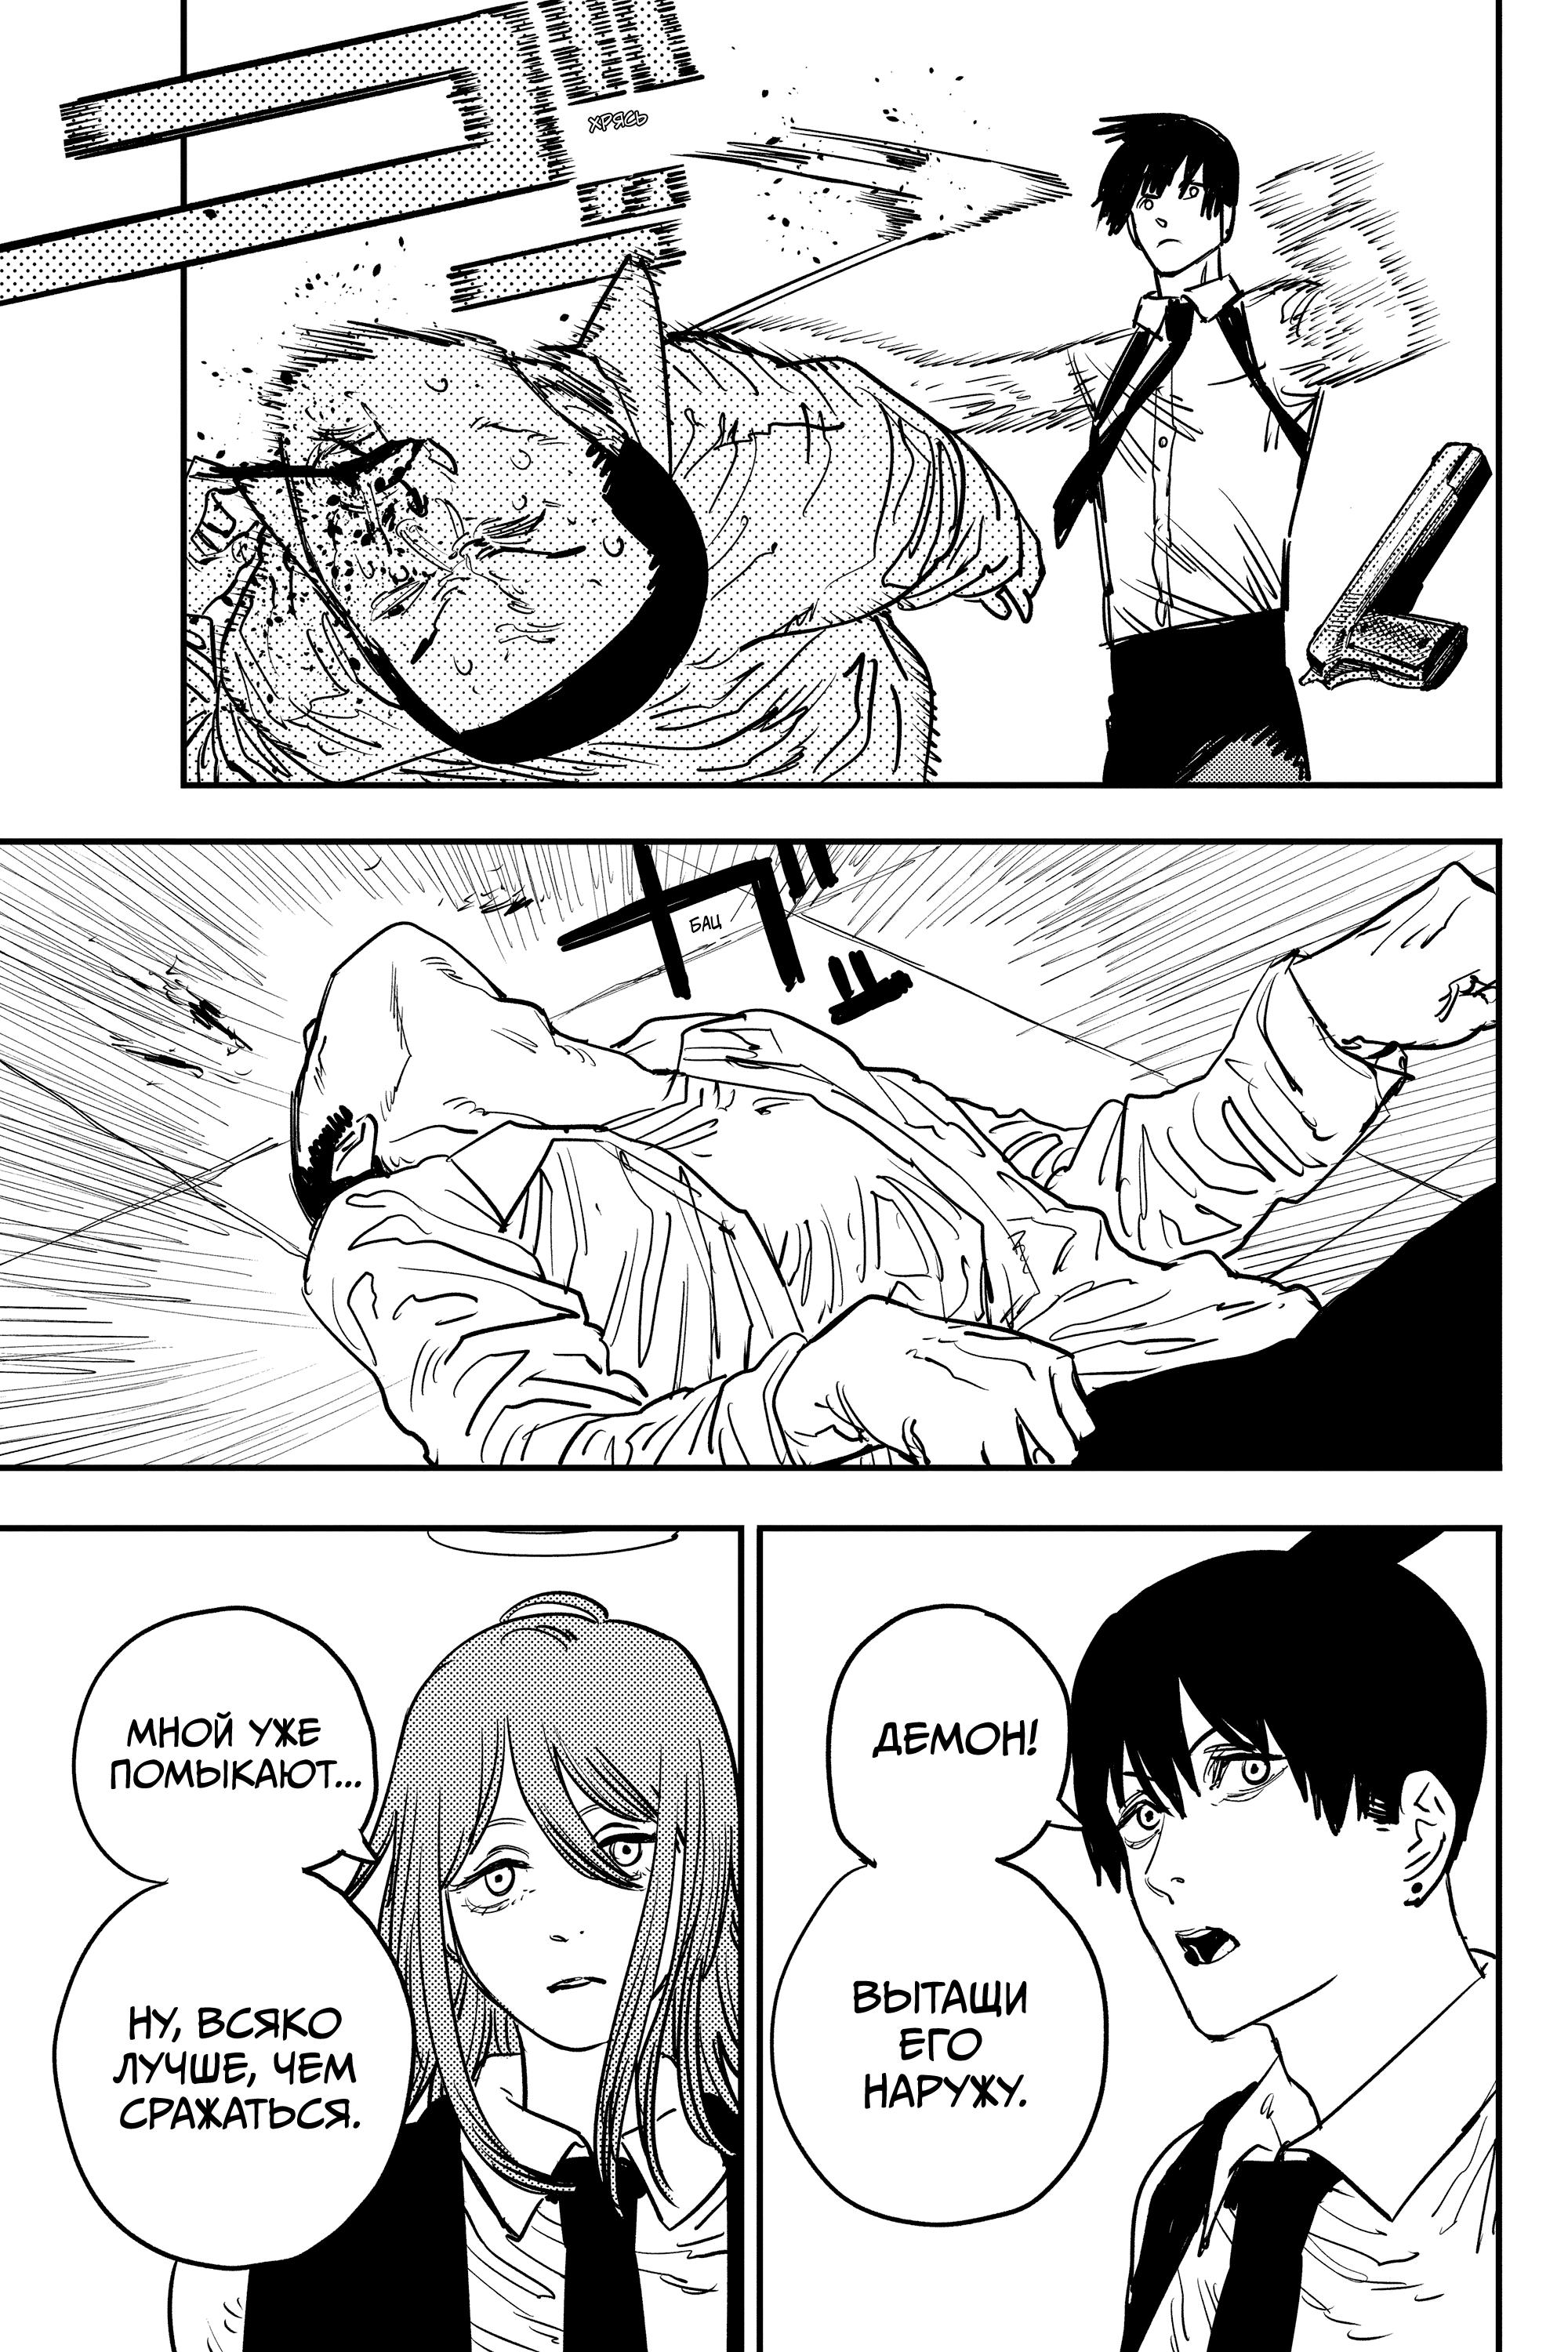 ХРЯСЬ
БАЦ
ДЕМОН!
ВЫТАЩИ
ЕГО
НАРУЖУ.
МНОЙ УЖЕ
ПОМЫКАЮТ...
НУ, ВСЯКО
ЛУЧШЕ, ЧЕМ
СРАЖАТЬСЯ.